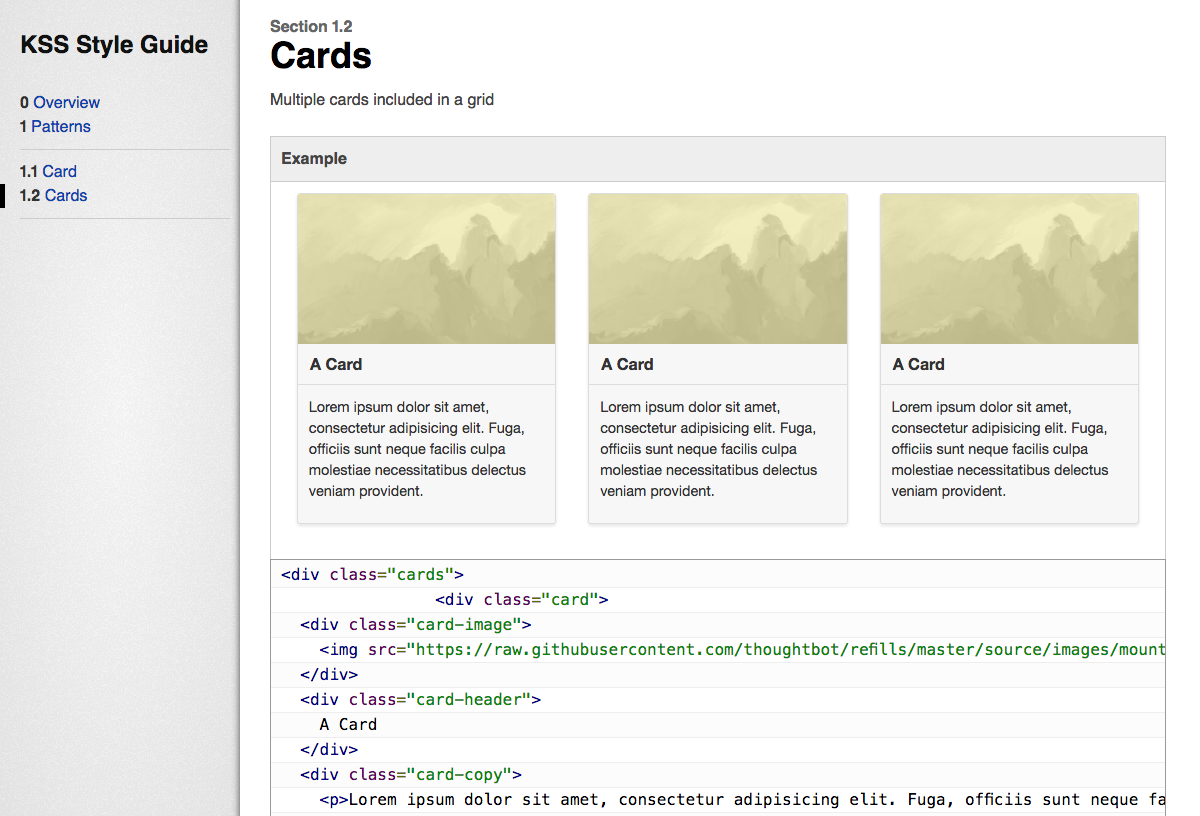 KSS Style Guide
0 Overview
1 Patterns
1.1 Card
1.2 Cards
Section 1.2
Cards
Multiple cards included in a grid
Example
A Card
Lorem ipsum dolor sit amet,
consectetur adipisicing elit. Fuga,
officiis sunt neque facilis culpa
molestiae necessitatibus delectus
veniam provident.
A Card
Lorem ipsum dolor sit amet,
consectetur adipisicing elit. Fuga,
officiis sunt neque facilis culpa
molestiae necessitatibus delectus
veniam provident.
A Card
Lorem ipsum dolor sit amet,
consectetur adipisicing elit. Fuga,
officiis sunt neque facilis culpa
molestiae necessitatibus delectus
veniam provident.
<div class="cards">
<div class="card">
<div class="card-image">
<img src="https://raw.githubusercontent.com/thoughtbot/refills/master/source/images/mount
</div>
<div class="card-header">
A Card
</div>
<div class="card-copy">
<p>Lorem ipsum dolor sit amet, consectetur adipisicing elit. Fuga, officiis sunt neque fa